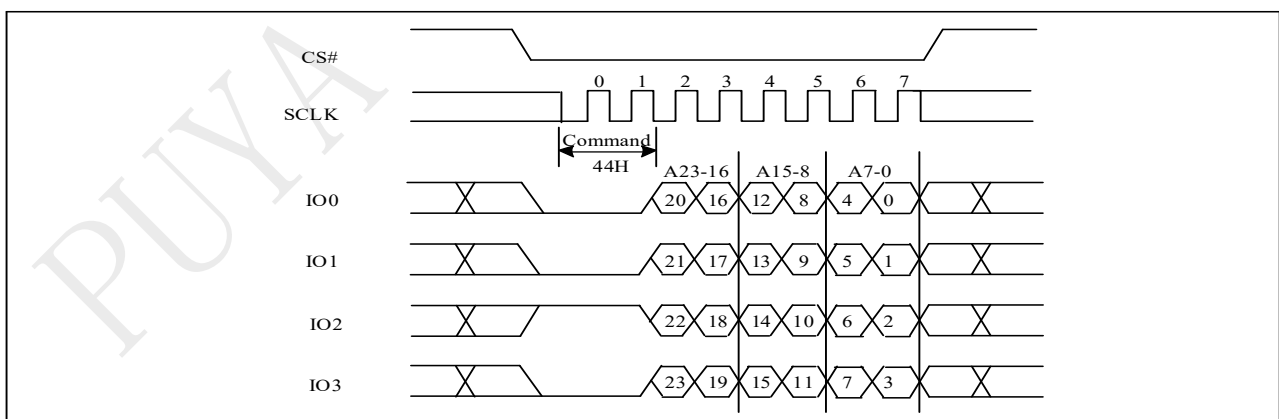 PUYA
CS#
0 1 2 3 4 5 6 7
SCLK
Command
44H
A23-16 A15-8 A7-0
IO0 20 16 12 8 4 0
IO1 21 17 13 9 5 1
IO2 22 18 14 10 6 2
IO3 23 19 15 11 7 3